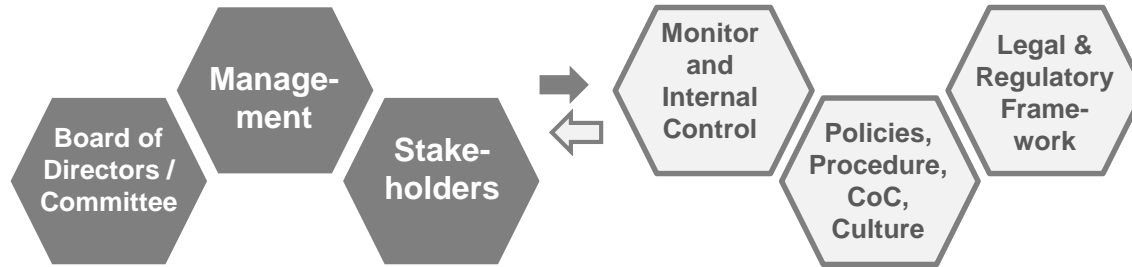 Board of
Directors /
Committee
Manage-
ment
Stake-
holders
Monitor
and
Internal
Control
Policies,
Procedure,
CoC,
Culture
Legal &
Regulatory
Frame-
work